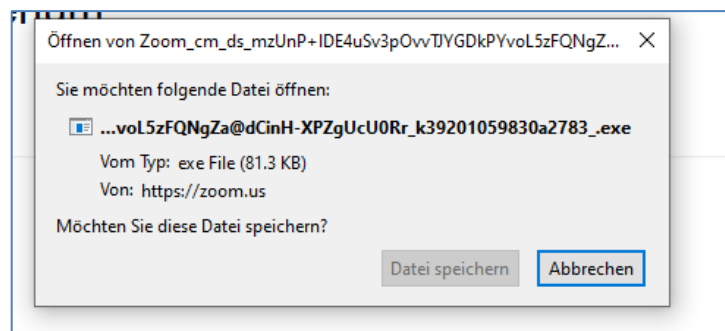 Öffnen von Zoom_cm_ds_mzUnP+IDE4uSv3pOvvTJYGDkPYvoL5zFQNgZ...
Sie möchten folgende Datei öffnen:
...voL5zFQNgZa@dCinH-XPZgUcU0Rr_k39201059830a2783_.exe
Vom Typ: exe File (81.3 KB)
Von: https://zoom.us
Möchten Sie diese Datei speichern?
Datei speichern Abbrechen